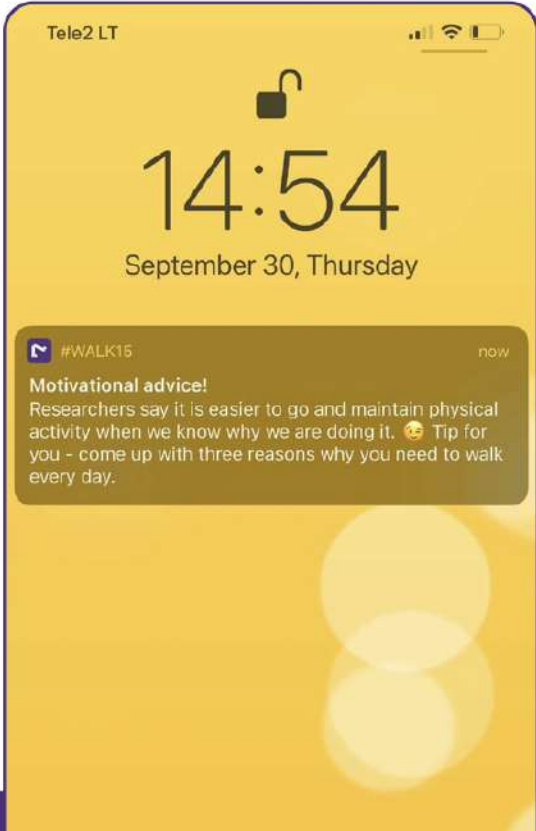 Tele2 LT
14:54
September 30, Thursday
#WALK15 now
Motivational advice!
Researchers say it is easier to go and maintain physical
activity when we know why we are doing it. 😉 Tip for
you - come up with three reasons why you need to walk
every day.